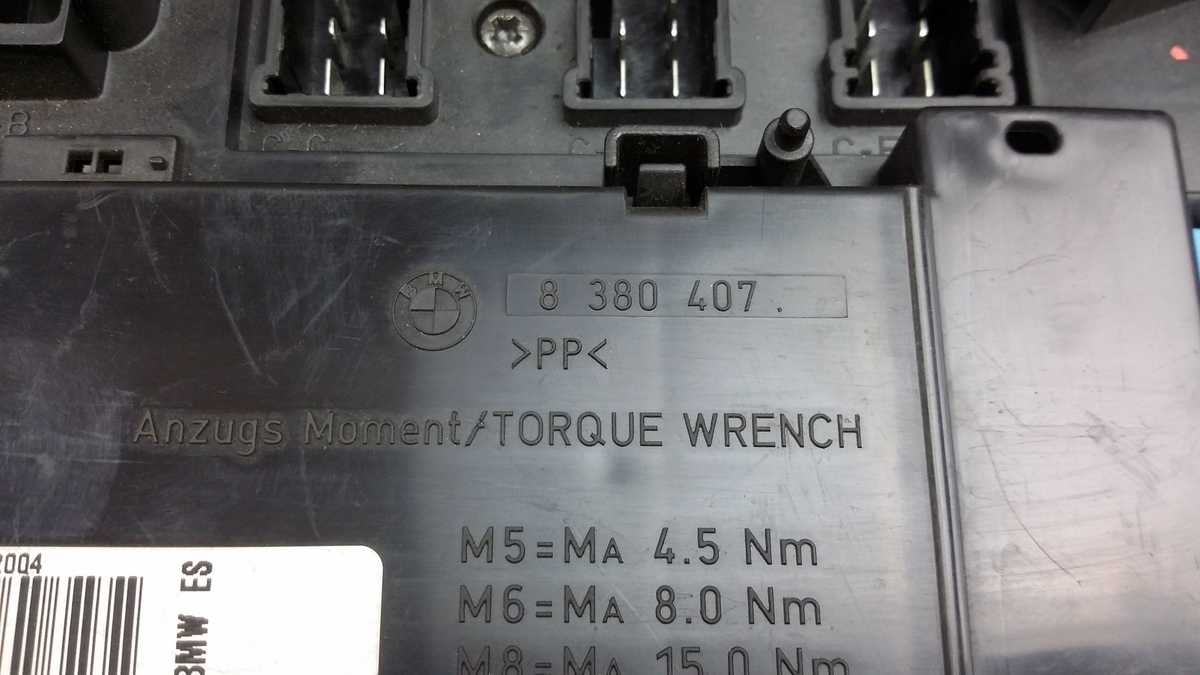 B
C-C
C-E
BMW
8 380 407.
>PP<
Anzugs Moment/TORQUE WRENCH
M5=MA 4.5 Nm
M6=MA 8.0 Nm
M8=MA 15.0 Nm
2004
BMW ES